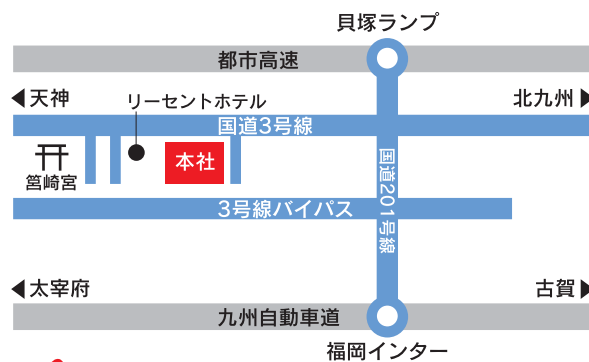 貝塚ランプ
都市高速
天神
リーセントホテル
北九州
国道3号線
本社
筥崎宮
国道201号線
3号線バイパス
太宰府
古賀
九州自動車道
福岡インター